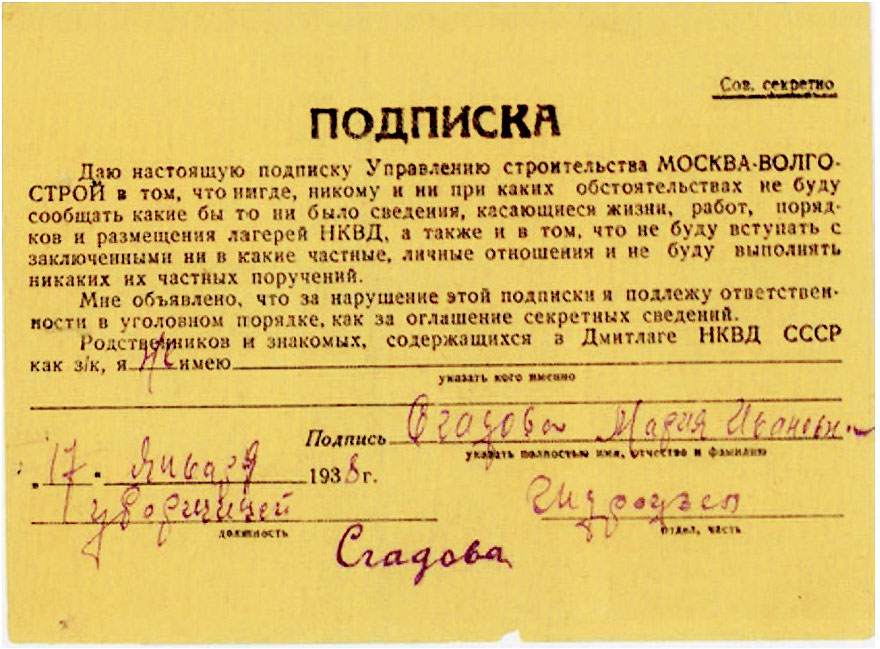 Сов. секретно
ПОДПИСКА
Даю настоящую подписку Управлению строительства МОСКВА-ВОЛГО-
СТРОЙ в том, что нигде, никому и ни при каких обстоятельствах не буду
сообщать какие бы то ни было сведения, касающиеся жизни, работ, поряд-
ков и размещения лагерей НКВД, а также и в том, что не буду вступать с
заключенными ни в какие частные, личные отношения и не буду выполнять
никаких их частных поручений.
Мне объявлено, что за нарушение этой подписки я подлежу ответствен-
ности в уголовном порядке, как за оглашение секретных сведений.
Родственников и знакомых, содержащихся в Дмитлаге НКВД СССР
как з/к, я не имею
указать кого именно
Подпись Сгадова Мария Ивановн
указать полностью имя, отчество и фамилию
"17" Января 1938 г.
уборщицей Гидроузел
должность отдел, часть
Сгадова